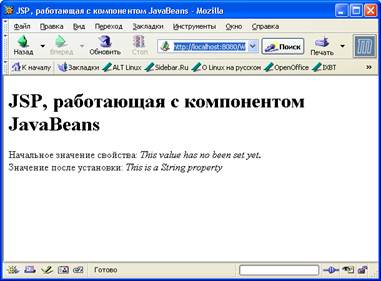 JSP, работающая с компонентом JavaBeans - Mozilla
Файл Правка Вид Переход Закладки Инструменты Окно Справка
Назад Вперед Обновить Стоп http://localhost:8080/W Поиск Печать
К началу Закладки ALT Linux Sidebar.Ru О Linux на русском OpenOffice IXBT
JSP, работающая с компонентом
JavaBeans
Начальное значение свойства: This value has no been set yet.
Значение после установки: This is a String property
Готово